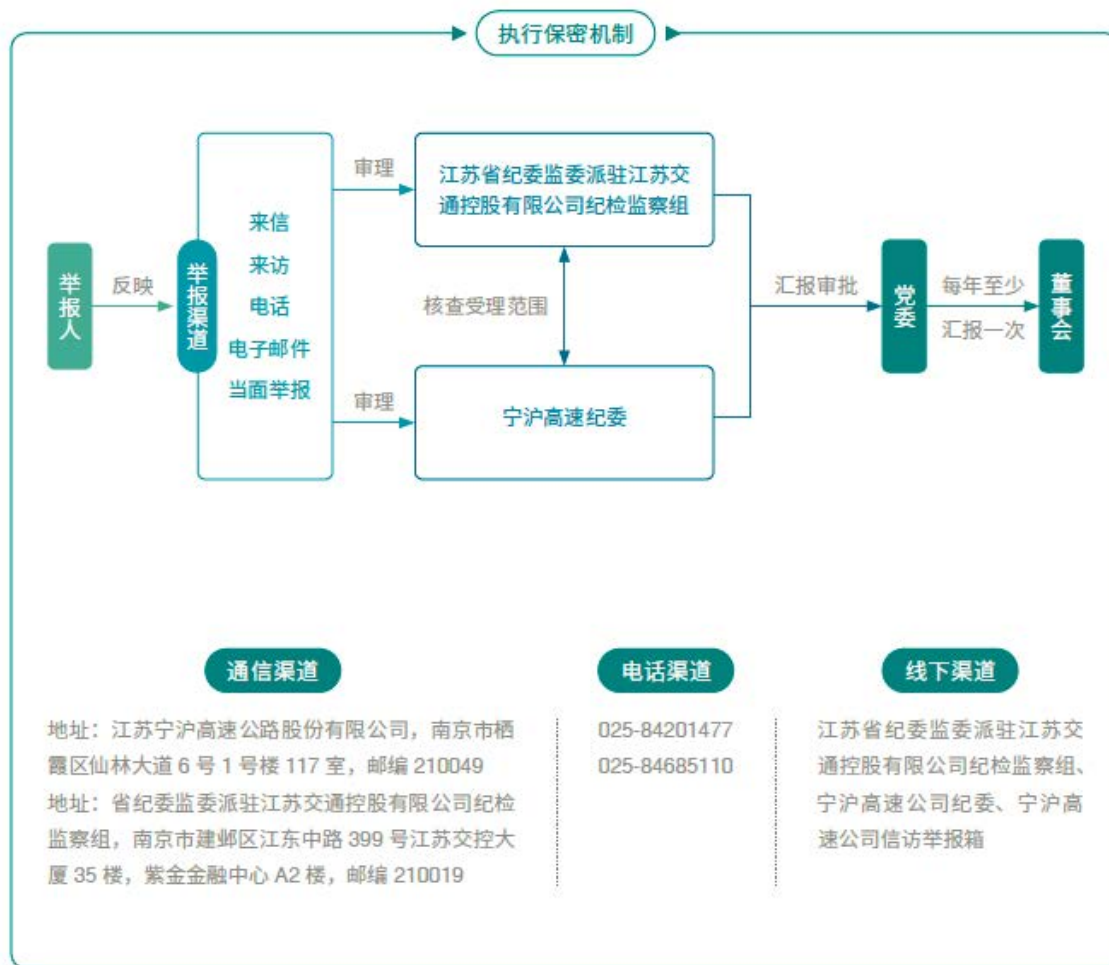 执行保密机制
举报人
反映
举报渠道
来信
来访
电话
电子邮件
当面举报
审理
审理
江苏省纪委监委派驻江苏交
通控股有限公司纪检监察组
核查受理范围
宁沪高速纪委
汇报审批
党委
每年至少
汇报一次
董事会
通信渠道
地址：江苏宁沪高速公路股份有限公司，南京市栖
霞区仙林大道 6 号 1 号楼 117 室，邮编 210049
地址：省纪委监委派驻江苏交通控股有限公司纪检
监察组，南京市建邺区江东中路 399 号江苏交控大
厦 35 楼，紫金金融中心 A2 楼，邮编 210019
电话渠道
025-84201477
025-84685110
线下渠道
江苏省纪委监委派驻江苏交
通控股有限公司纪检监察组、
宁沪高速公司纪委、宁沪高
速公司信访举报箱